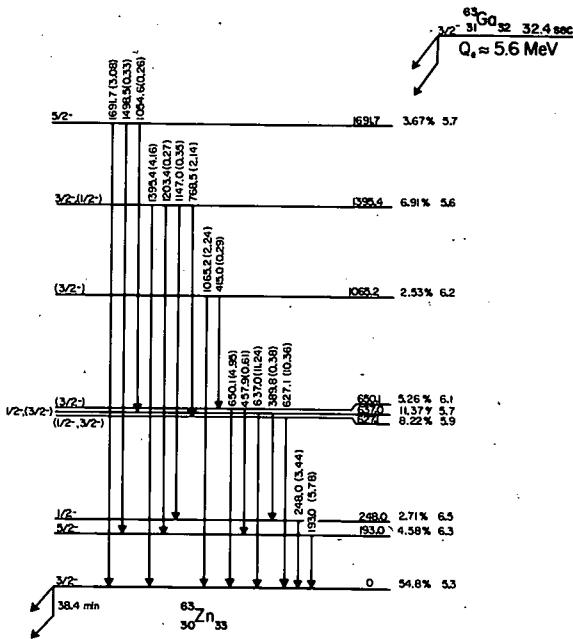 3/2⁻ ⁶³₃₁Ga₃₂ 32.4 sec
Qₑ ≈ 5.6 MeV
1691.7 (3.08)
1498.5 (0.33)
1054.6 (0.26)
5/2⁻ 1691.7 3.67% 5.7
1395.4 (4.16)
1203.4 (0.27)
1147.0 (0.35)
768.5 (2.14)
3/2⁻,(1/2⁻) 1395.4 6.91% 5.6
1065.2 (2.24)
415.0 (0.29)
(3/2⁻) 1065.2 2.53% 6.2
650.1 (4.95)
457.9 (0.61)
637.0 (11.24)
389.8 (0.38)
627.1 (10.36)
(3/2⁻) 650.1 5.26% 6.1
1/2⁻,(3/2⁻) 637.0 11.37% 5.7
(1/2⁻,3/2⁻) 627.1 8.22% 5.9
248.0 (3.44)
193.0 (5.78)
1/2⁻ 248.0 2.71% 6.5
5/2⁻ 193.0 4.58% 6.3
3/2⁻ 0 54.8% 5.3
38.4 min
⁶³₃₀Zn₃₃